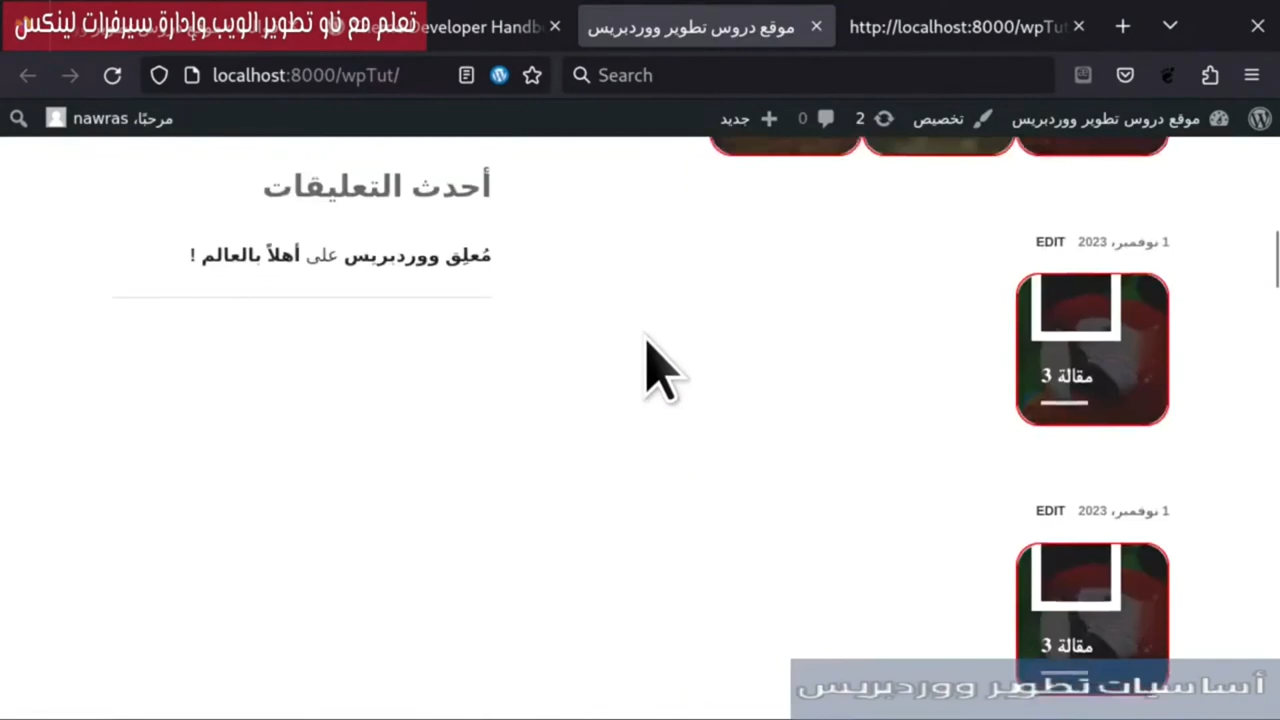 تعلم مع ناو تطوير الويب وإدارة سيرفرات لينكس
Developer Handb
موقع دروس تطوير ووردبريس
http://localhost:8000/wpTut
localhost:8000/wpTut/
Search
موقع دروس تطوير ووردبريس
تخصيص
2
0
جديد
مرحبًا، nawras
أحدث التعليقات
مُعلِق ووردبريس على أهلاً بالعالم !
1 نوفمبر، 2023 EDIT
مقالة 3
1 نوفمبر، 2023 EDIT
مقالة 3
أساسيات تطوير ووردبريس